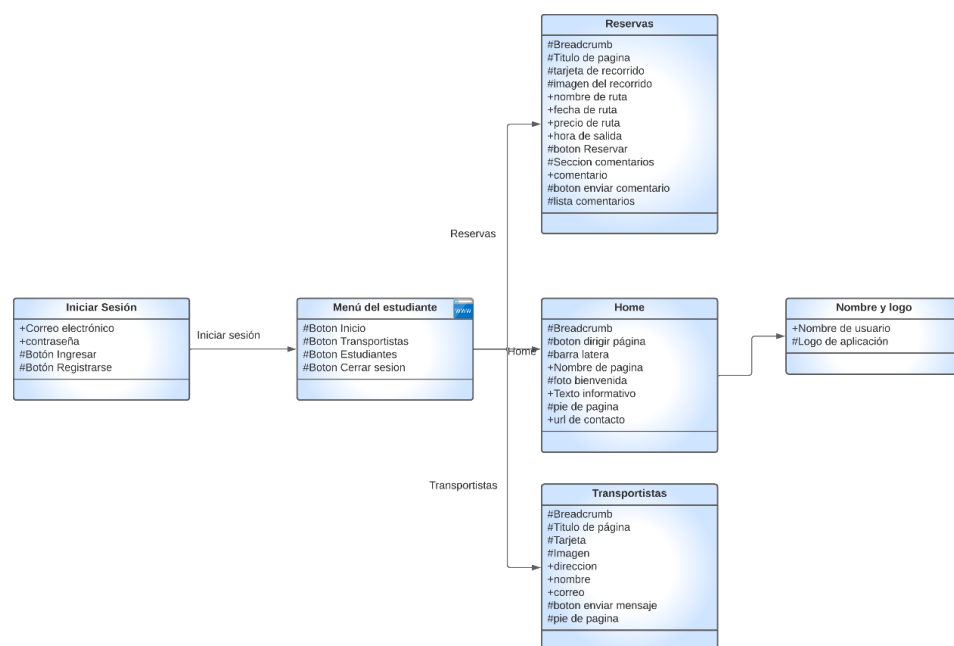 Iniciar Sesión
+Correo electrónico
+contraseña
#Botón Ingresar
#Botón Registrarse
Iniciar sesión
Menú del estudiante
www
#Boton Inicio
#Boton Transportistas
#Boton Estudiantes
#Boton Cerrar sesion
Reservas
Home
Transportistas
Reservas
#Breadcrumb
#Titulo de pagina
#tarjeta de recorrido
#imagen del recorrido
+nombre de ruta
+fecha de ruta
+precio de ruta
+hora de salida
#boton Reservar
#Seccion comentarios
+comentario
#boton enviar comentario
#lista comentarios
Home
#Breadcrumb
#boton dirigir página
#barra latera
+Nombre de pagina
#foto bienvenida
+Texto informativo
#pie de pagina
+url de contacto
Nombre y logo
+Nombre de usuario
#Logo de aplicación
Transportistas
#Breadcrumb
#Titulo de página
#Tarjeta
#Imagen
+direccion
+nombre
+correo
#boton enviar mensaje
#pie de pagina